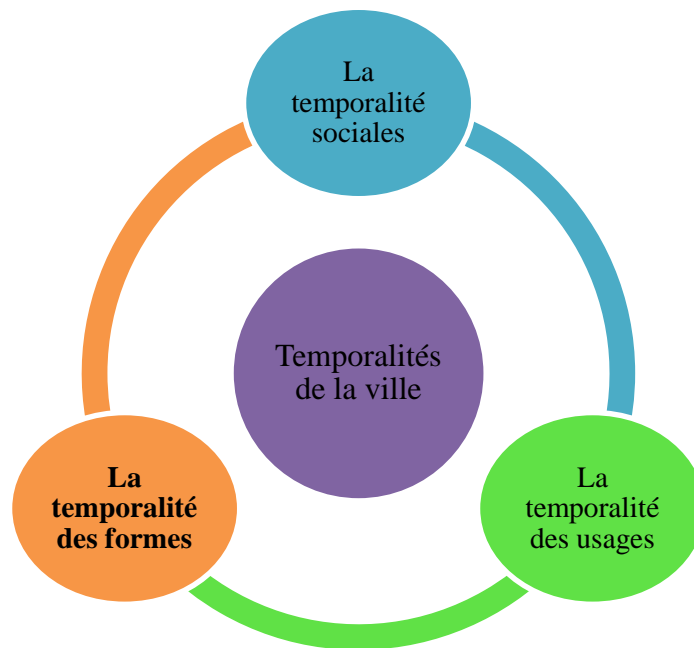 La
temporalité
sociales
Temporalités
de la ville
La
temporalité
des formes
La
temporalité
des usages